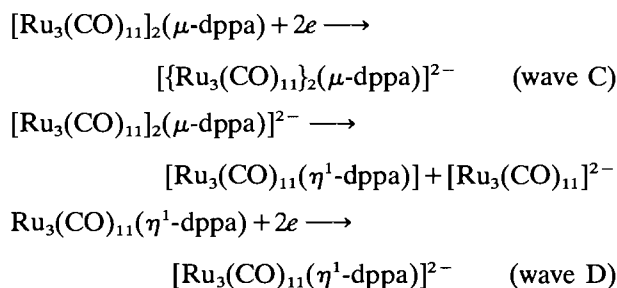 [Ru₃(CO)₁₁]₂(μ-dppa) + 2e ⟶
[{Ru₃(CO)₁₁}₂(μ-dppa)]²⁻ (wave C)
[Ru₃(CO)₁₁]₂(μ-dppa)]²⁻ ⟶
[Ru₃(CO)₁₁(η¹-dppa)] + [Ru₃(CO)₁₁]²⁻
Ru₃(CO)₁₁(η¹-dppa) + 2e ⟶
[Ru₃(CO)₁₁(η¹-dppa)]²⁻ (wave D)